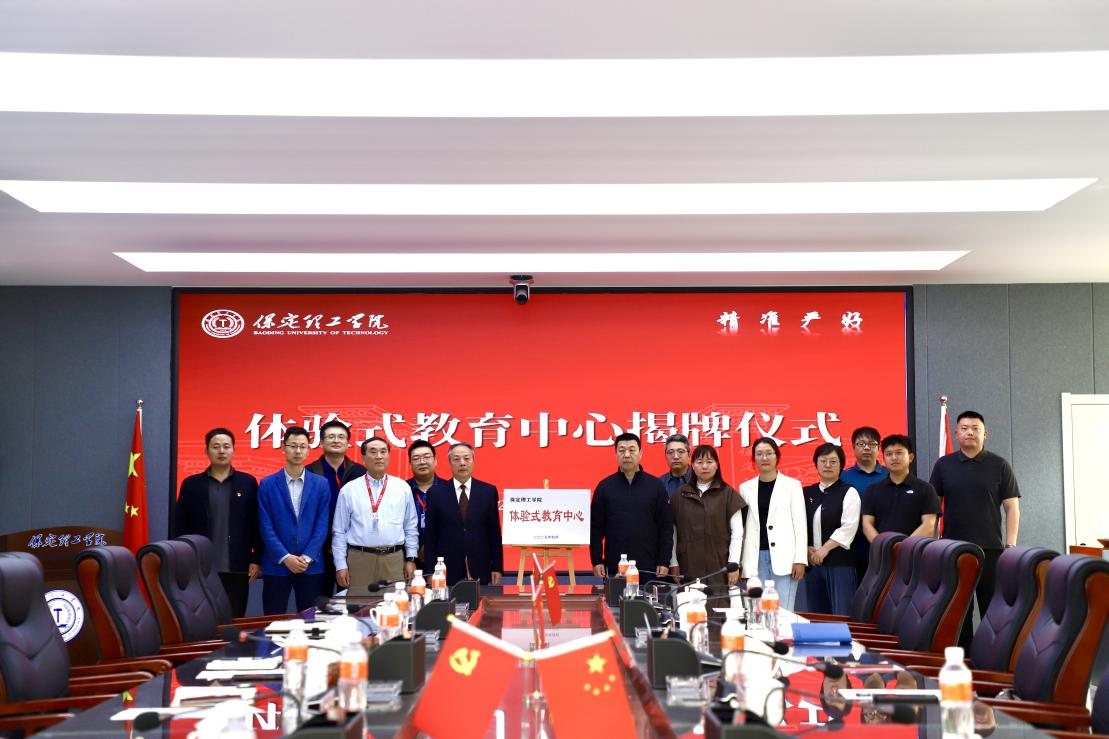 保定理工学院
BAODING UNIVERSITY OF TECHNOLOGY
精准严好
体验式教育中心揭牌仪式
保定理工学院
体验式教育中心
保定理工学院